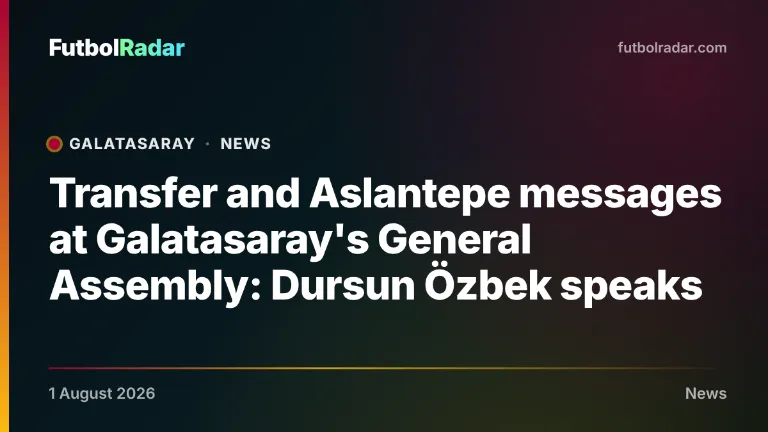 FutbolRadar
futbolradar.com
GALATASARAY · NEWS
Transfer and Aslantepe messages
at Galatasaray's General
Assembly: Dursun Özbek speaks
1 August 2026
News